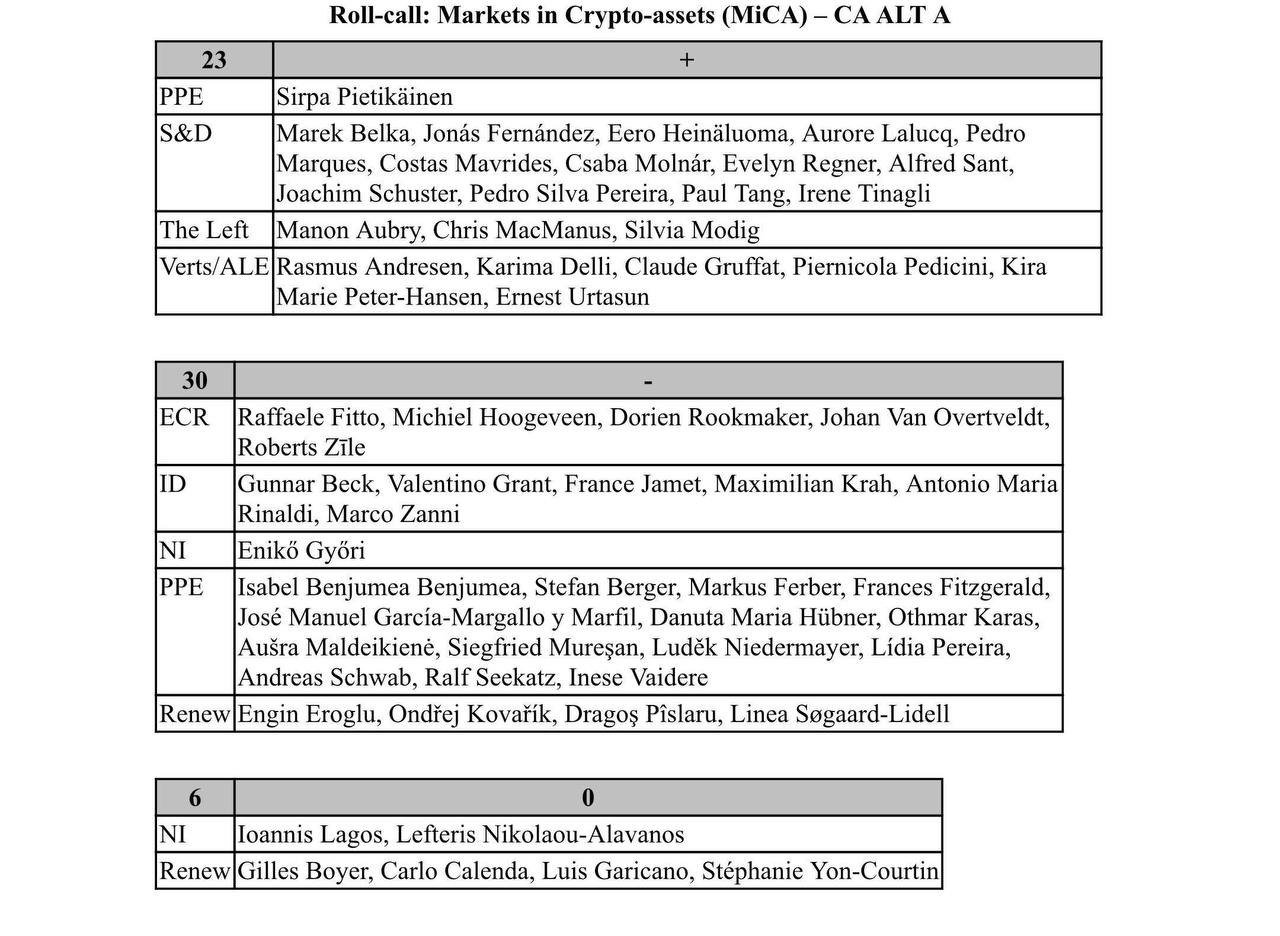 Roll-call: Markets in Crypto-assets (MiCA) – CA ALT A
23 +
PPE Sirpa Pietikäinen
S&D Marek Belka, Jonás Fernández, Eero Heinäluoma, Aurore Lalucq, Pedro
Marques, Costas Mavrides, Csaba Molnár, Evelyn Regner, Alfred Sant,
Joachim Schuster, Pedro Silva Pereira, Paul Tang, Irene Tinagli
The Left Manon Aubry, Chris MacManus, Silvia Modig
Verts/ALE Rasmus Andresen, Karima Delli, Claude Gruffat, Piernicola Pedicini, Kira
Marie Peter-Hansen, Ernest Urtasun
30 -
ECR Raffaele Fitto, Michiel Hoogeveen, Dorien Rookmaker, Johan Van Overtveldt,
Roberts Zīle
ID Gunnar Beck, Valentino Grant, France Jamet, Maximilian Krah, Antonio Maria
Rinaldi, Marco Zanni
NI Enikő Győri
PPE Isabel Benjumea Benjumea, Stefan Berger, Markus Ferber, Frances Fitzgerald,
José Manuel García-Margallo y Marfil, Danuta Maria Hübner, Othmar Karas,
Aušra Maldeikienė, Siegfried Mureşan, Luděk Niedermayer, Lídia Pereira,
Andreas Schwab, Ralf Seekatz, Inese Vaidere
Renew Engin Eroglu, Ondřej Kovařík, Dragoş Pîslaru, Linea Søgaard-Lidell
6 0
NI Ioannis Lagos, Lefteris Nikolaou-Alavanos
Renew Gilles Boyer, Carlo Calenda, Luis Garicano, Stéphanie Yon-Courtin